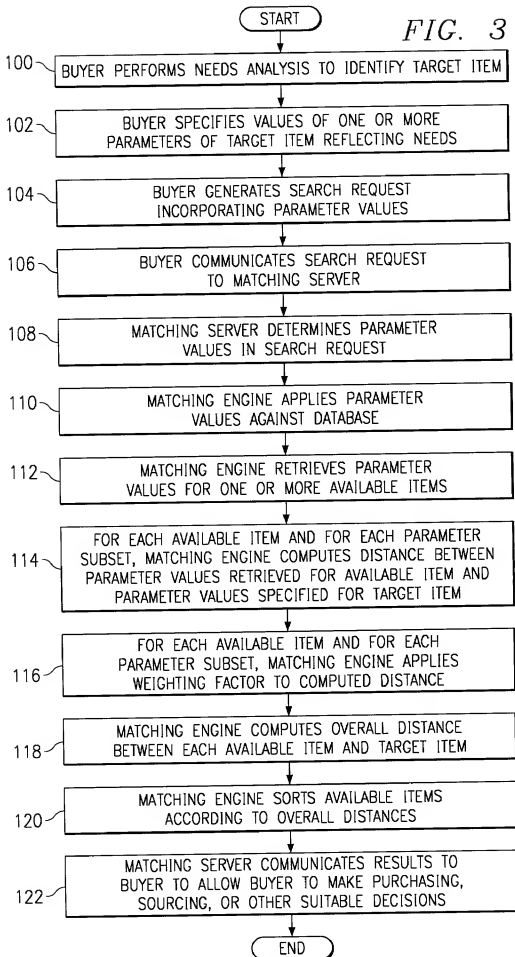 START
FIG. 3
100
BUYER PERFORMS NEEDS ANALYSIS TO IDENTIFY TARGET ITEM
102
BUYER SPECIFIES VALUES OF ONE OR MORE
PARAMETERS OF TARGET ITEM REFLECTING NEEDS
104
BUYER GENERATES SEARCH REQUEST
INCORPORATING PARAMETER VALUES
106
BUYER COMMUNICATES SEARCH REQUEST
TO MATCHING SERVER
108
MATCHING SERVER DETERMINES PARAMETER
VALUES IN SEARCH REQUEST
110
MATCHING ENGINE APPLIES PARAMETER
VALUES AGAINST DATABASE
112
MATCHING ENGINE RETRIEVES PARAMETER
VALUES FOR ONE OR MORE AVAILABLE ITEMS
114
FOR EACH AVAILABLE ITEM AND FOR EACH PARAMETER
SUBSET, MATCHING ENGINE COMPUTES DISTANCE BETWEEN
PARAMETER VALUES RETRIEVED FOR AVAILABLE ITEM AND
PARAMETER VALUES SPECIFIED FOR TARGET ITEM
116
FOR EACH AVAILABLE ITEM AND FOR EACH
PARAMETER SUBSET, MATCHING ENGINE APPLIES
WEIGHTING FACTOR TO COMPUTED DISTANCE
118
MATCHING ENGINE COMPUTES OVERALL DISTANCE
BETWEEN EACH AVAILABLE ITEM AND TARGET ITEM
120
MATCHING ENGINE SORTS AVAILABLE ITEMS
ACCORDING TO OVERALL DISTANCES
122
MATCHING SERVER COMMUNICATES RESULTS TO
BUYER TO ALLOW BUYER TO MAKE PURCHASING,
SOURCING, OR OTHER SUITABLE DECISIONS
END